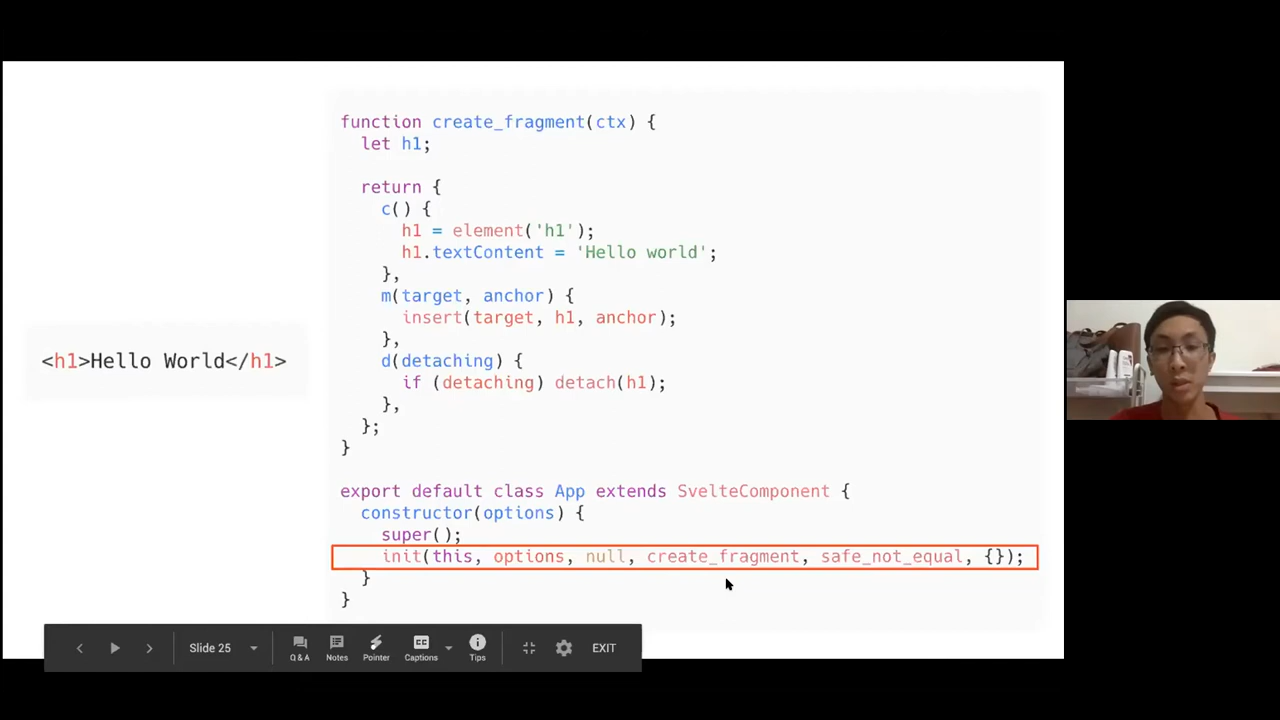 <h1>Hello World</h1>
function create_fragment(ctx) {
  let h1;

  return {
    c() {
      h1 = element('h1');
      h1.textContent = 'Hello world';
    },
    m(target, anchor) {
      insert(target, h1, anchor);
    },
    d(detaching) {
      if (detaching) detach(h1);
    },
  };
}

export default class App extends SvelteComponent {
  constructor(options) {
    super();
    init(this, options, null, create_fragment, safe_not_equal, {});
  }
}
Slide 25
Q & A
Notes
Pointer
CC
Captions
Tips
EXIT